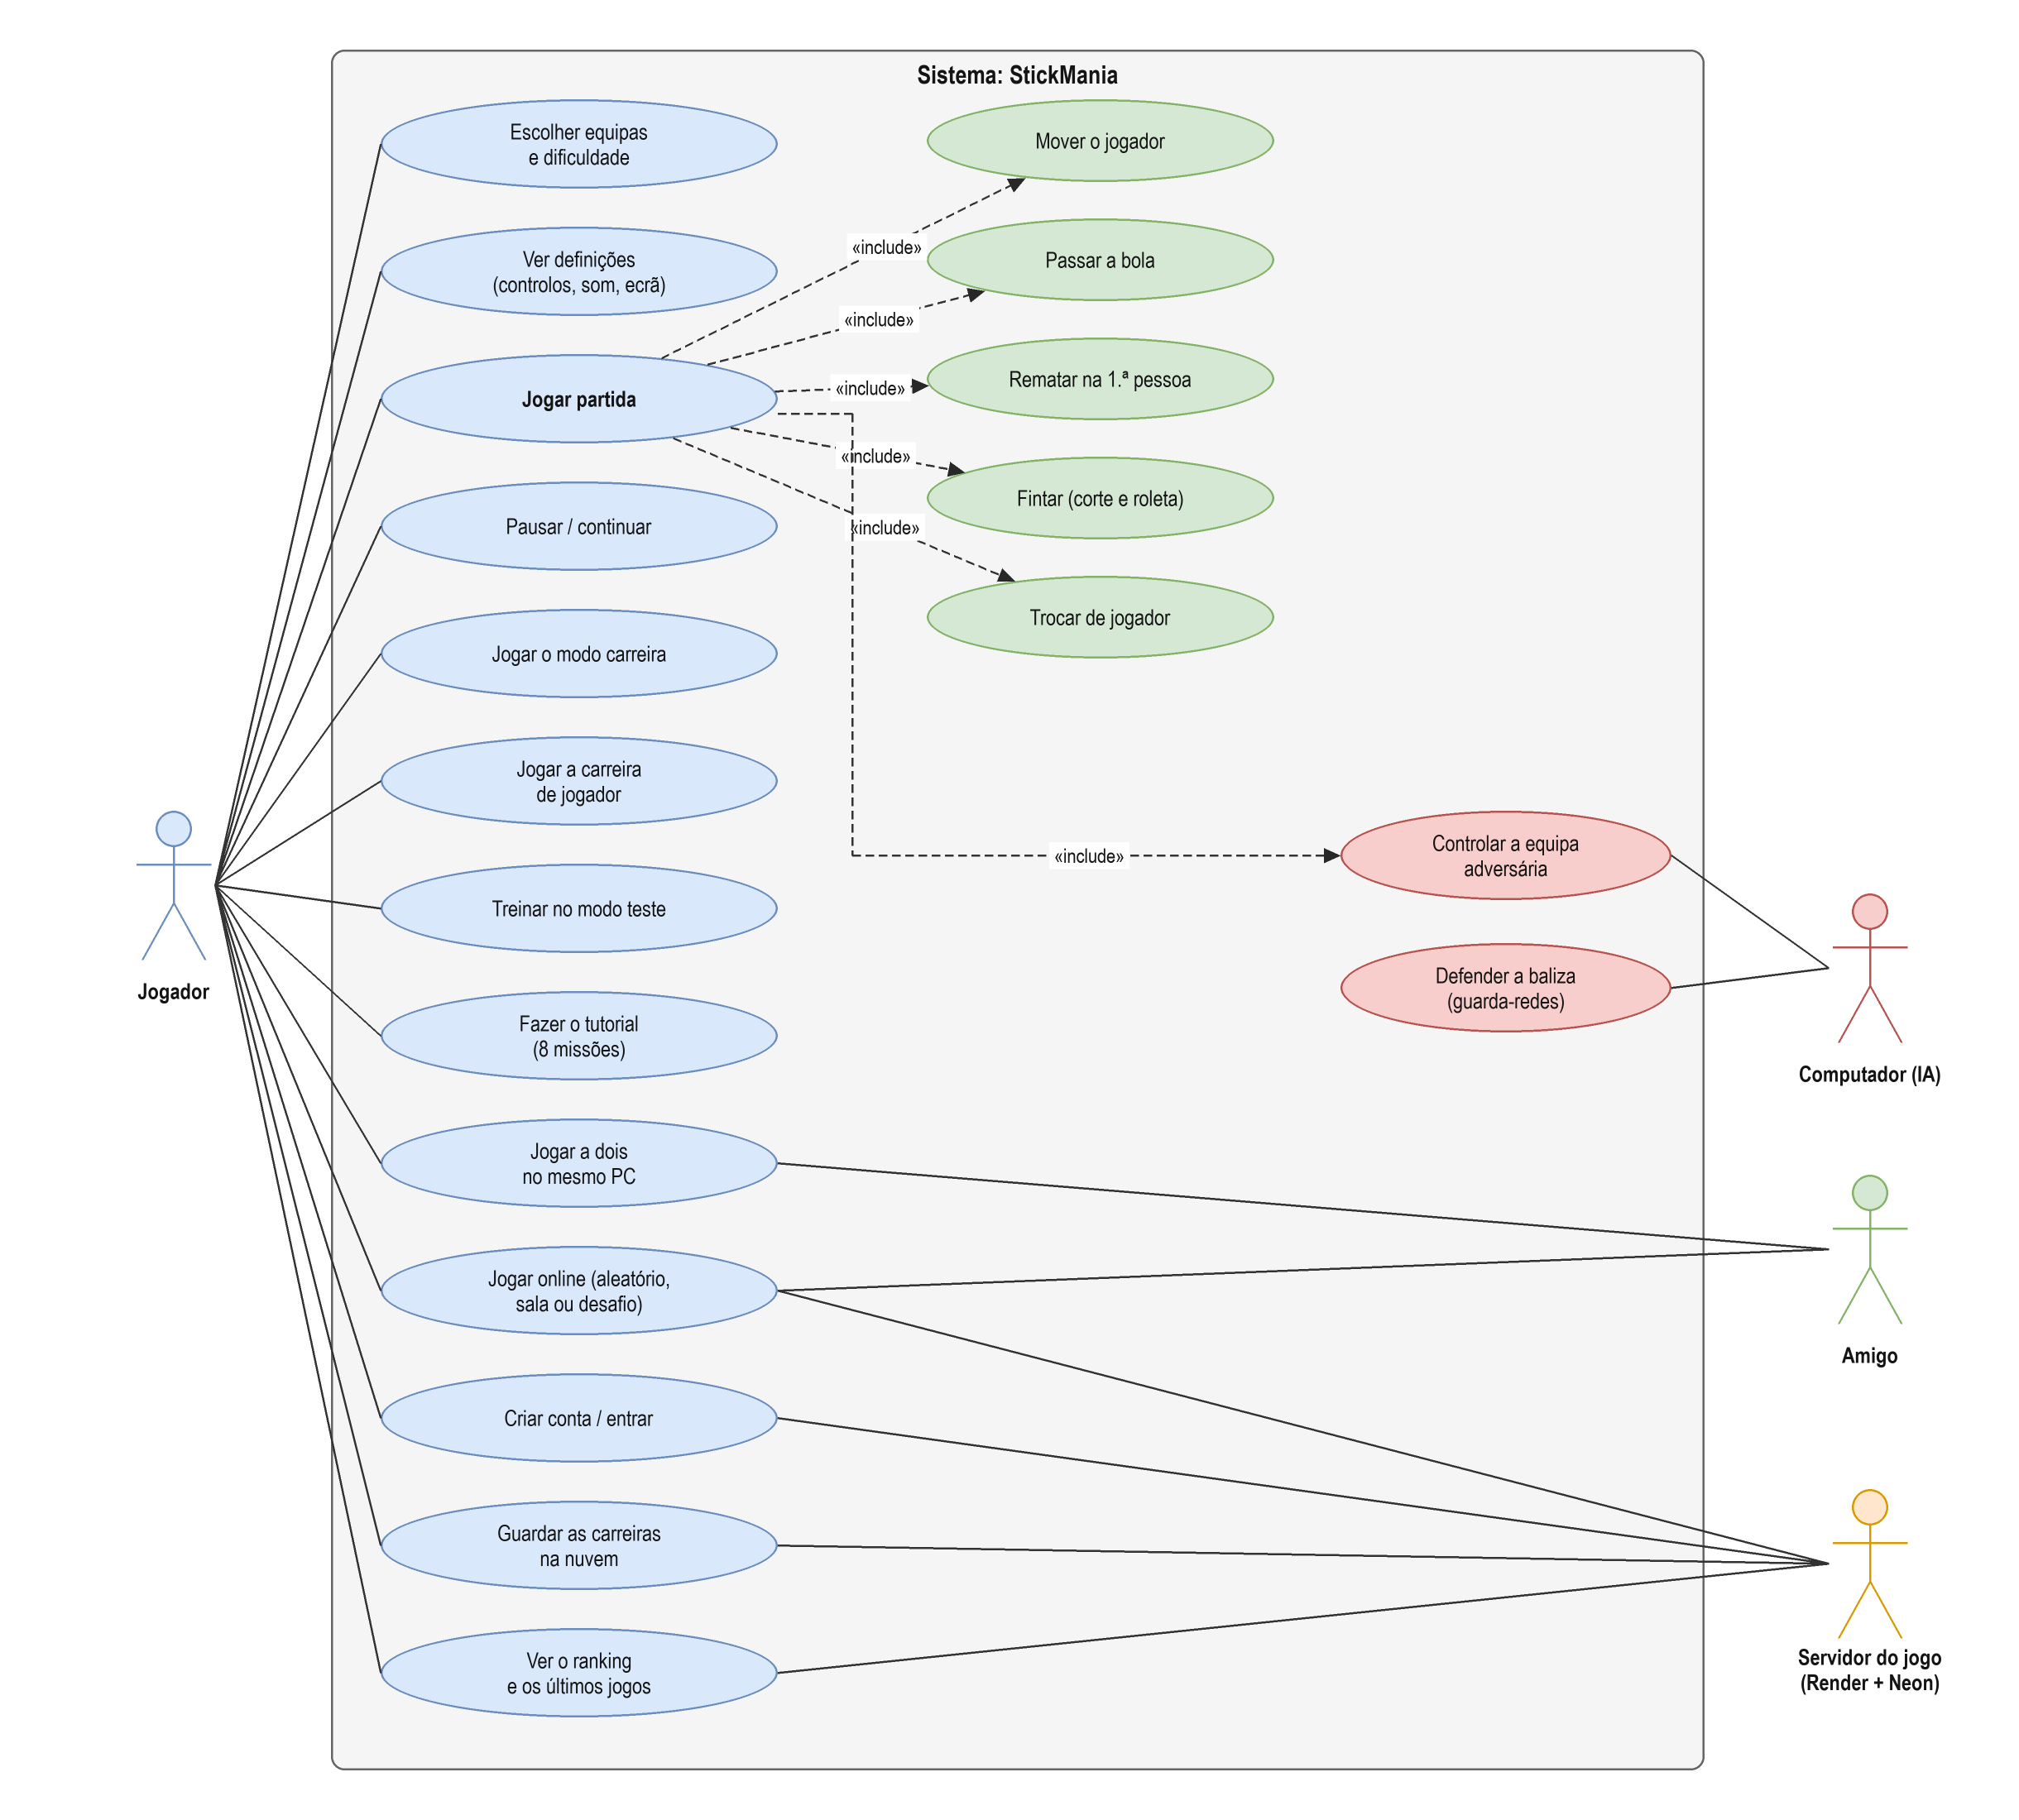 Sistema: StickMania
Escolher equipas
e dificuldade
Ver definições
(controlos, som, ecrã)
Jogar partida
Pausar / continuar
Jogar o modo carreira
Jogar a carreira
de jogador
Treinar no modo teste
Fazer o tutorial
(8 missões)
Jogar a dois
no mesmo PC
Jogar online (aleatório,
sala ou desafio)
Criar conta / entrar
Guardar as carreiras
na nuvem
Ver o ranking
e os últimos jogos
«include»
«include»
«include»
«include»
«include»
«include»
Mover o jogador
Passar a bola
Rematar na 1.ª pessoa
Fintar (corte e roleta)
Trocar de jogador
Controlar a equipa
adversária
Defender a baliza
(guarda-redes)
Jogador
Computador (IA)
Amigo
Servidor do jogo
(Render + Neon)